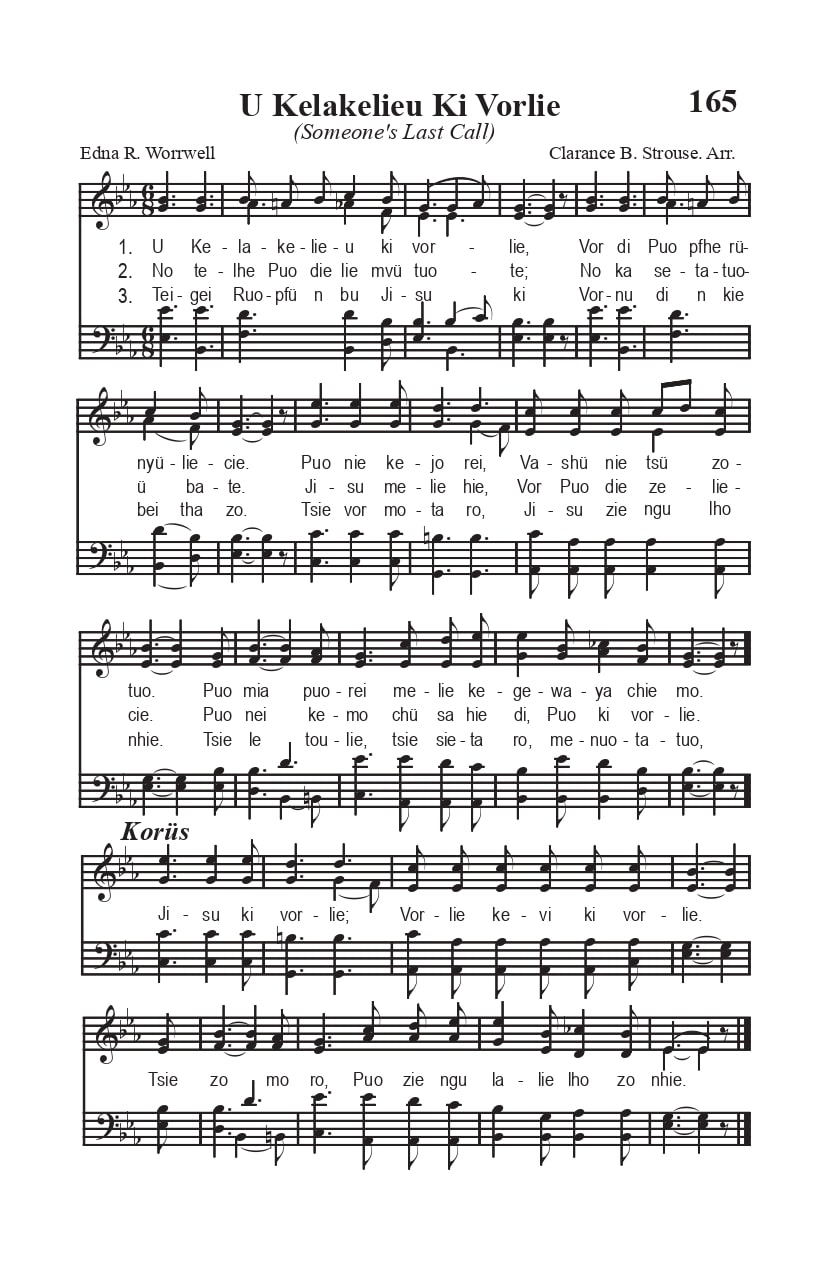 U Kelakelieu Ki Vorlie 165
(Someone's Last Call)
Edna R. Worrwell Clarance B. Strouse. Arr.
1. U Ke - la - ke - lie - u ki vor - lie, Vor di Puo pfhe rü-
2. No te - lhe Puo die lie mvü tuo - te; No ka se - ta - tuo-
3. Tei - gei Ruo - pfü n bu Ji - su ki Vor - nu di n kie
nyü - lie - cie. Puo nie ke - jo rei, Va - shü nie tsü zo-
ü ba - te. Ji - su me - lie hie, Vor Puo die ze - lie-
bei tha zo. Tsie vor mo - ta ro, Ji - su zie ngu lho
tuo. Puo mia puo - rei me - lie ke - ge - wa - ya chie mo.
cie. Puo nei ke - mo chü sa hie di, Puo ki vor - lie.
nhie. Tsie le tou - lie, tsie sie - ta ro, me - nuo - ta - tuo,
Korüs
Ji - su ki vor - lie; Vor - lie ke - vi ki vor - lie.
Tsie zo mo ro, Puo zie ngu la - lie lho zo nhie.